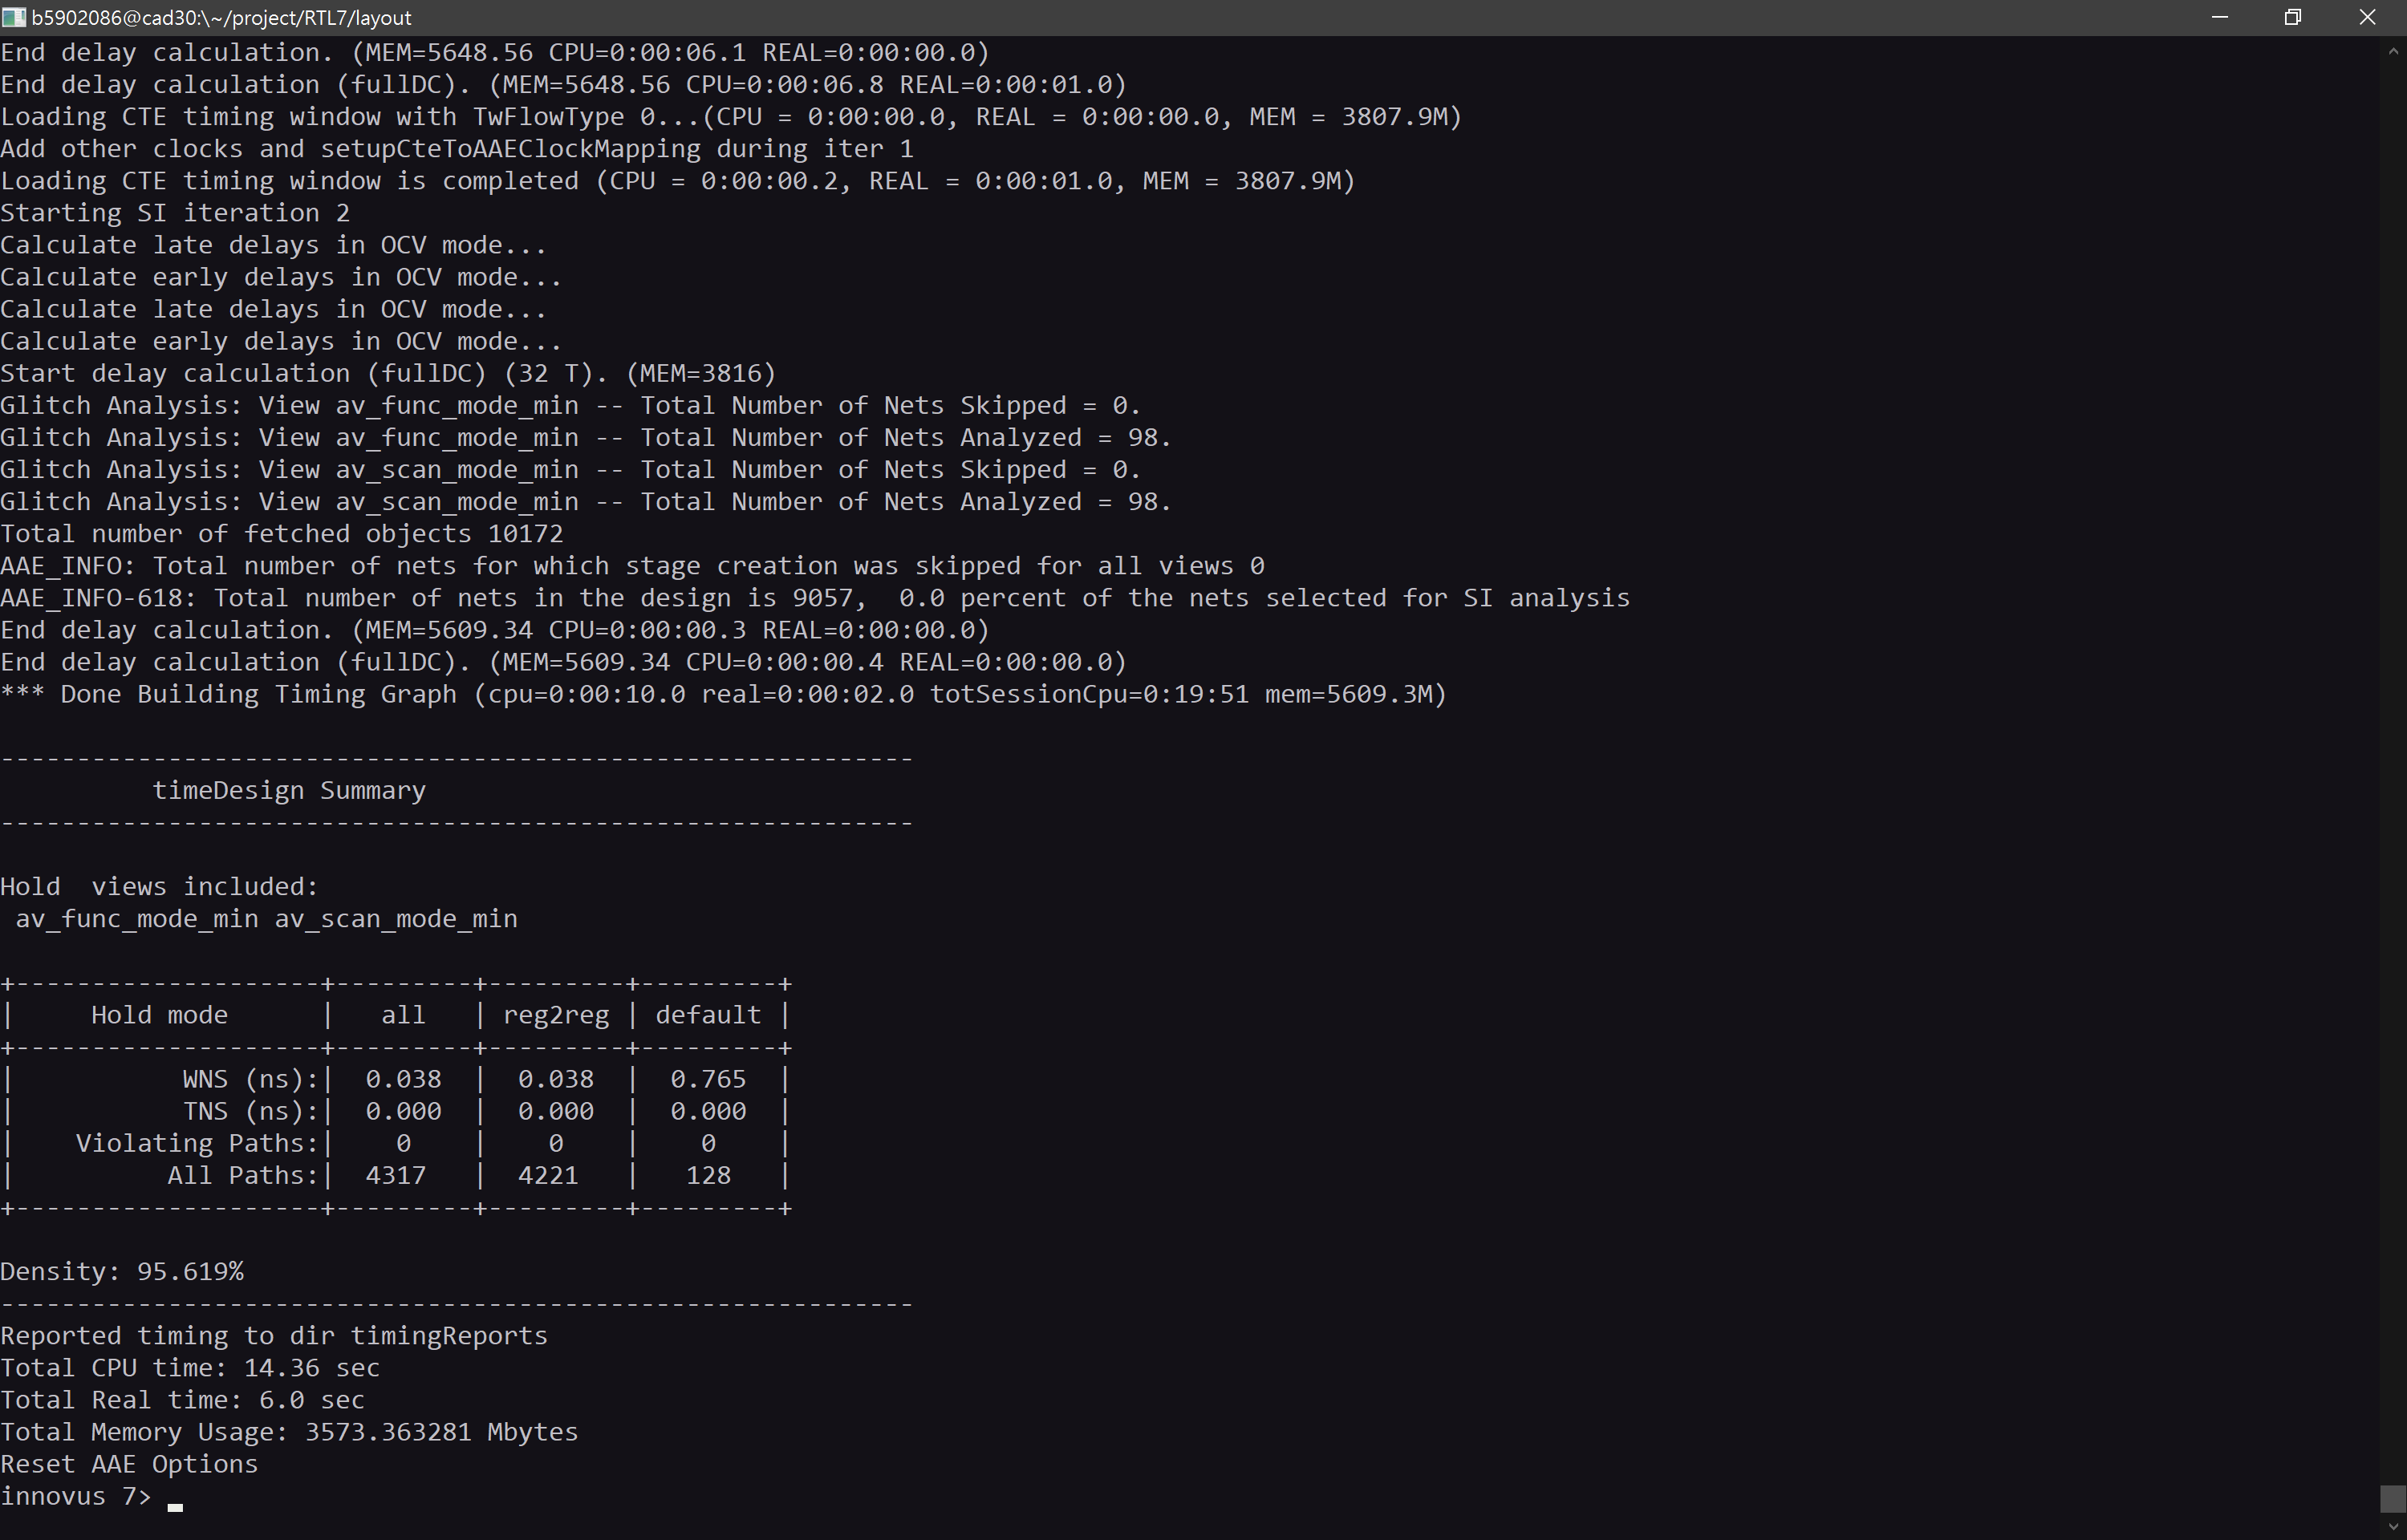 b5902086@cad30:\~/project/RTL7/layout
End delay calculation. (MEM=5648.56 CPU=0:00:06.1 REAL=0:00:00.0)
End delay calculation (fullDC). (MEM=5648.56 CPU=0:00:06.8 REAL=0:00:01.0)
Loading CTE timing window with TwFlowType 0...(CPU = 0:00:00.0, REAL = 0:00:00.0, MEM = 3807.9M)
Add other clocks and setupCteToAAEClockMapping during iter 1
Loading CTE timing window is completed (CPU = 0:00:00.2, REAL = 0:00:01.0, MEM = 3807.9M)
Starting SI iteration 2
Calculate late delays in OCV mode...
Calculate early delays in OCV mode...
Calculate late delays in OCV mode...
Calculate early delays in OCV mode...
Start delay calculation (fullDC) (32 T). (MEM=3816)
Glitch Analysis: View av_func_mode_min -- Total Number of Nets Skipped = 0.
Glitch Analysis: View av_func_mode_min -- Total Number of Nets Analyzed = 98.
Glitch Analysis: View av_scan_mode_min -- Total Number of Nets Skipped = 0.
Glitch Analysis: View av_scan_mode_min -- Total Number of Nets Analyzed = 98.
Total number of fetched objects 10172
AAE_INFO: Total number of nets for which stage creation was skipped for all views 0
AAE_INFO-618: Total number of nets in the design is 9057,  0.0 percent of the nets selected for SI analysis
End delay calculation. (MEM=5609.34 CPU=0:00:00.3 REAL=0:00:00.0)
End delay calculation (fullDC). (MEM=5609.34 CPU=0:00:00.4 REAL=0:00:00.0)
*** Done Building Timing Graph (cpu=0:00:10.0 real=0:00:02.0 totSessionCpu=0:19:51 mem=5609.3M)
------------------------------------------------------------
          timeDesign Summary
------------------------------------------------------------
Hold  views included:
 av_func_mode_min av_scan_mode_min
+--------------------+---------+---------+---------+
|     Hold mode      |   all   | reg2reg | default |
+--------------------+---------+---------+---------+
|           WNS (ns):|  0.038  |  0.038  |  0.765  |
|           TNS (ns):|  0.000  |  0.000  |  0.000  |
|    Violating Paths:|    0    |    0    |    0    |
|          All Paths:|  4317   |  4221   |   128   |
+--------------------+---------+---------+---------+
Density: 95.619%
------------------------------------------------------------
Reported timing to dir timingReports
Total CPU time: 14.36 sec
Total Real time: 6.0 sec
Total Memory Usage: 3573.363281 Mbytes
Reset AAE Options
innovus 7>